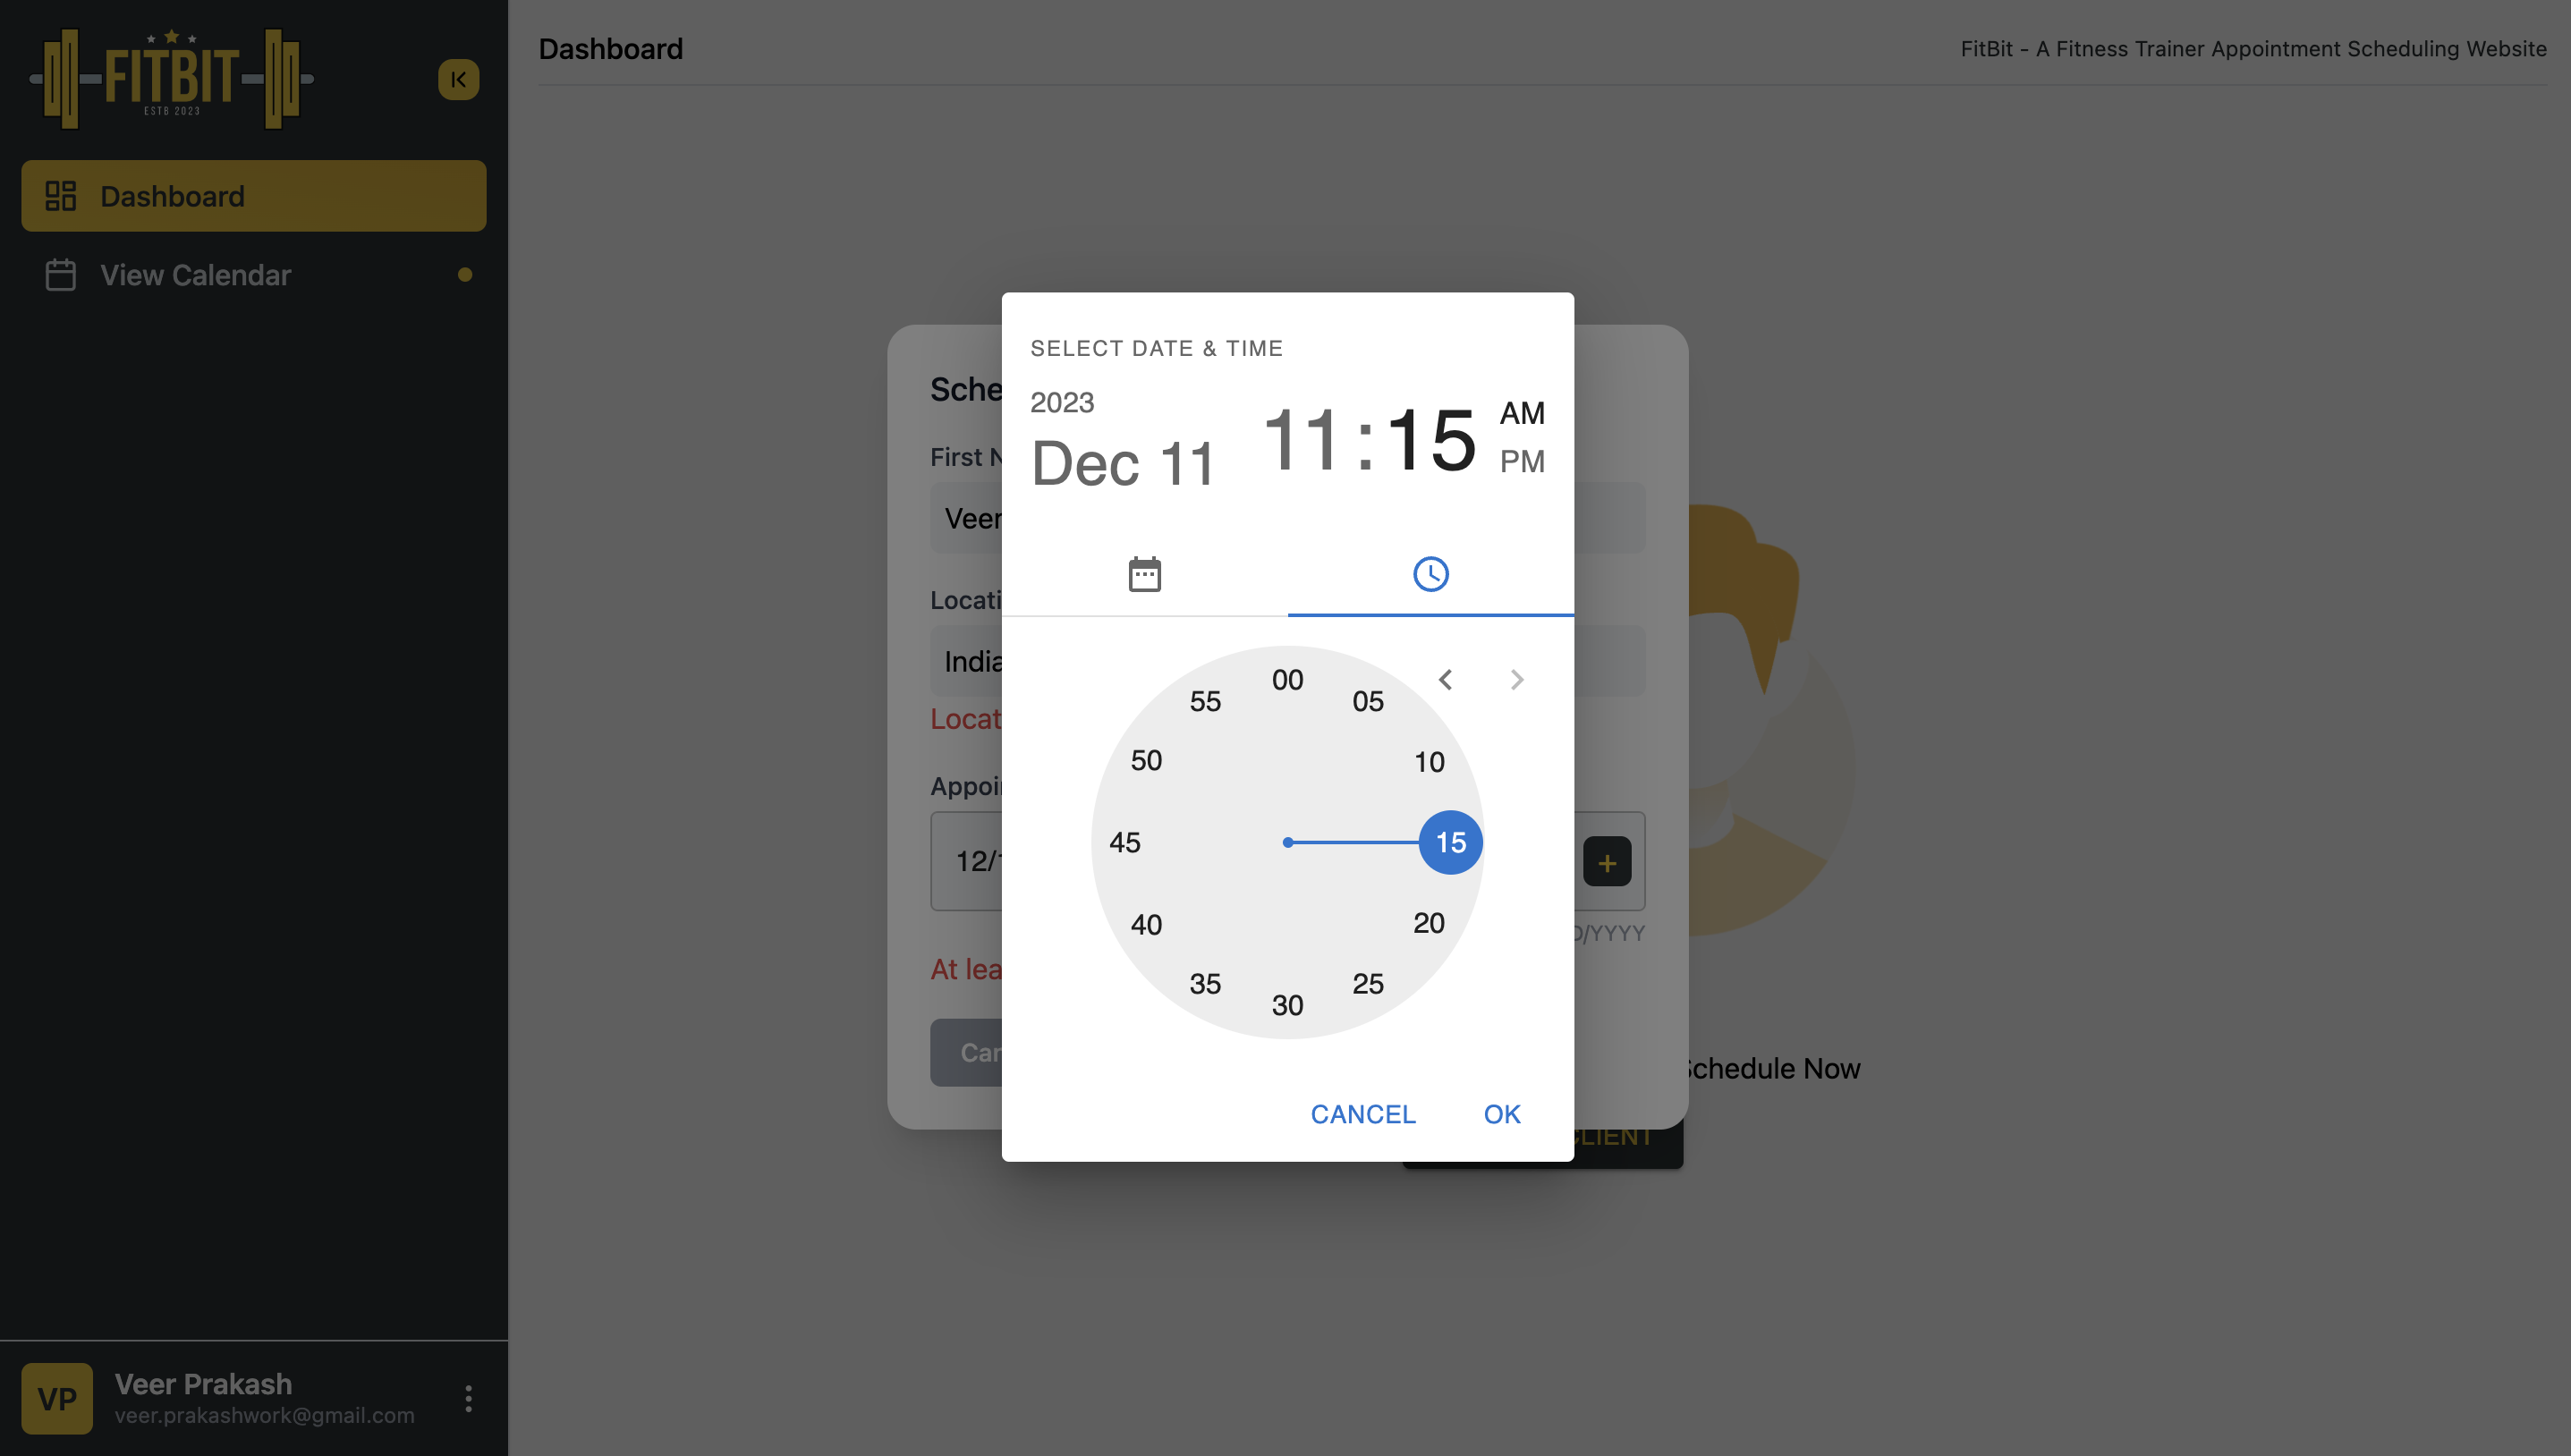 FITBIT
ESTB 2023
Dashboard
View Calendar
Veer Prakash
VP
veer.prakashwork@gmail.com
Dashboard
FitBit - A Fitness Trainer Appointment Scheduling Website
SELECT DATE & TIME
2023
Dec 11
11:15
AM
PM
00
05
10
15
20
25
30
35
40
45
50
55
CANCEL
OK
Sche
First N
Veer
Locati
India
Locat
Appoi
12/
+
D/YYYY
At lea
Can
Schedule Now
CLIENT